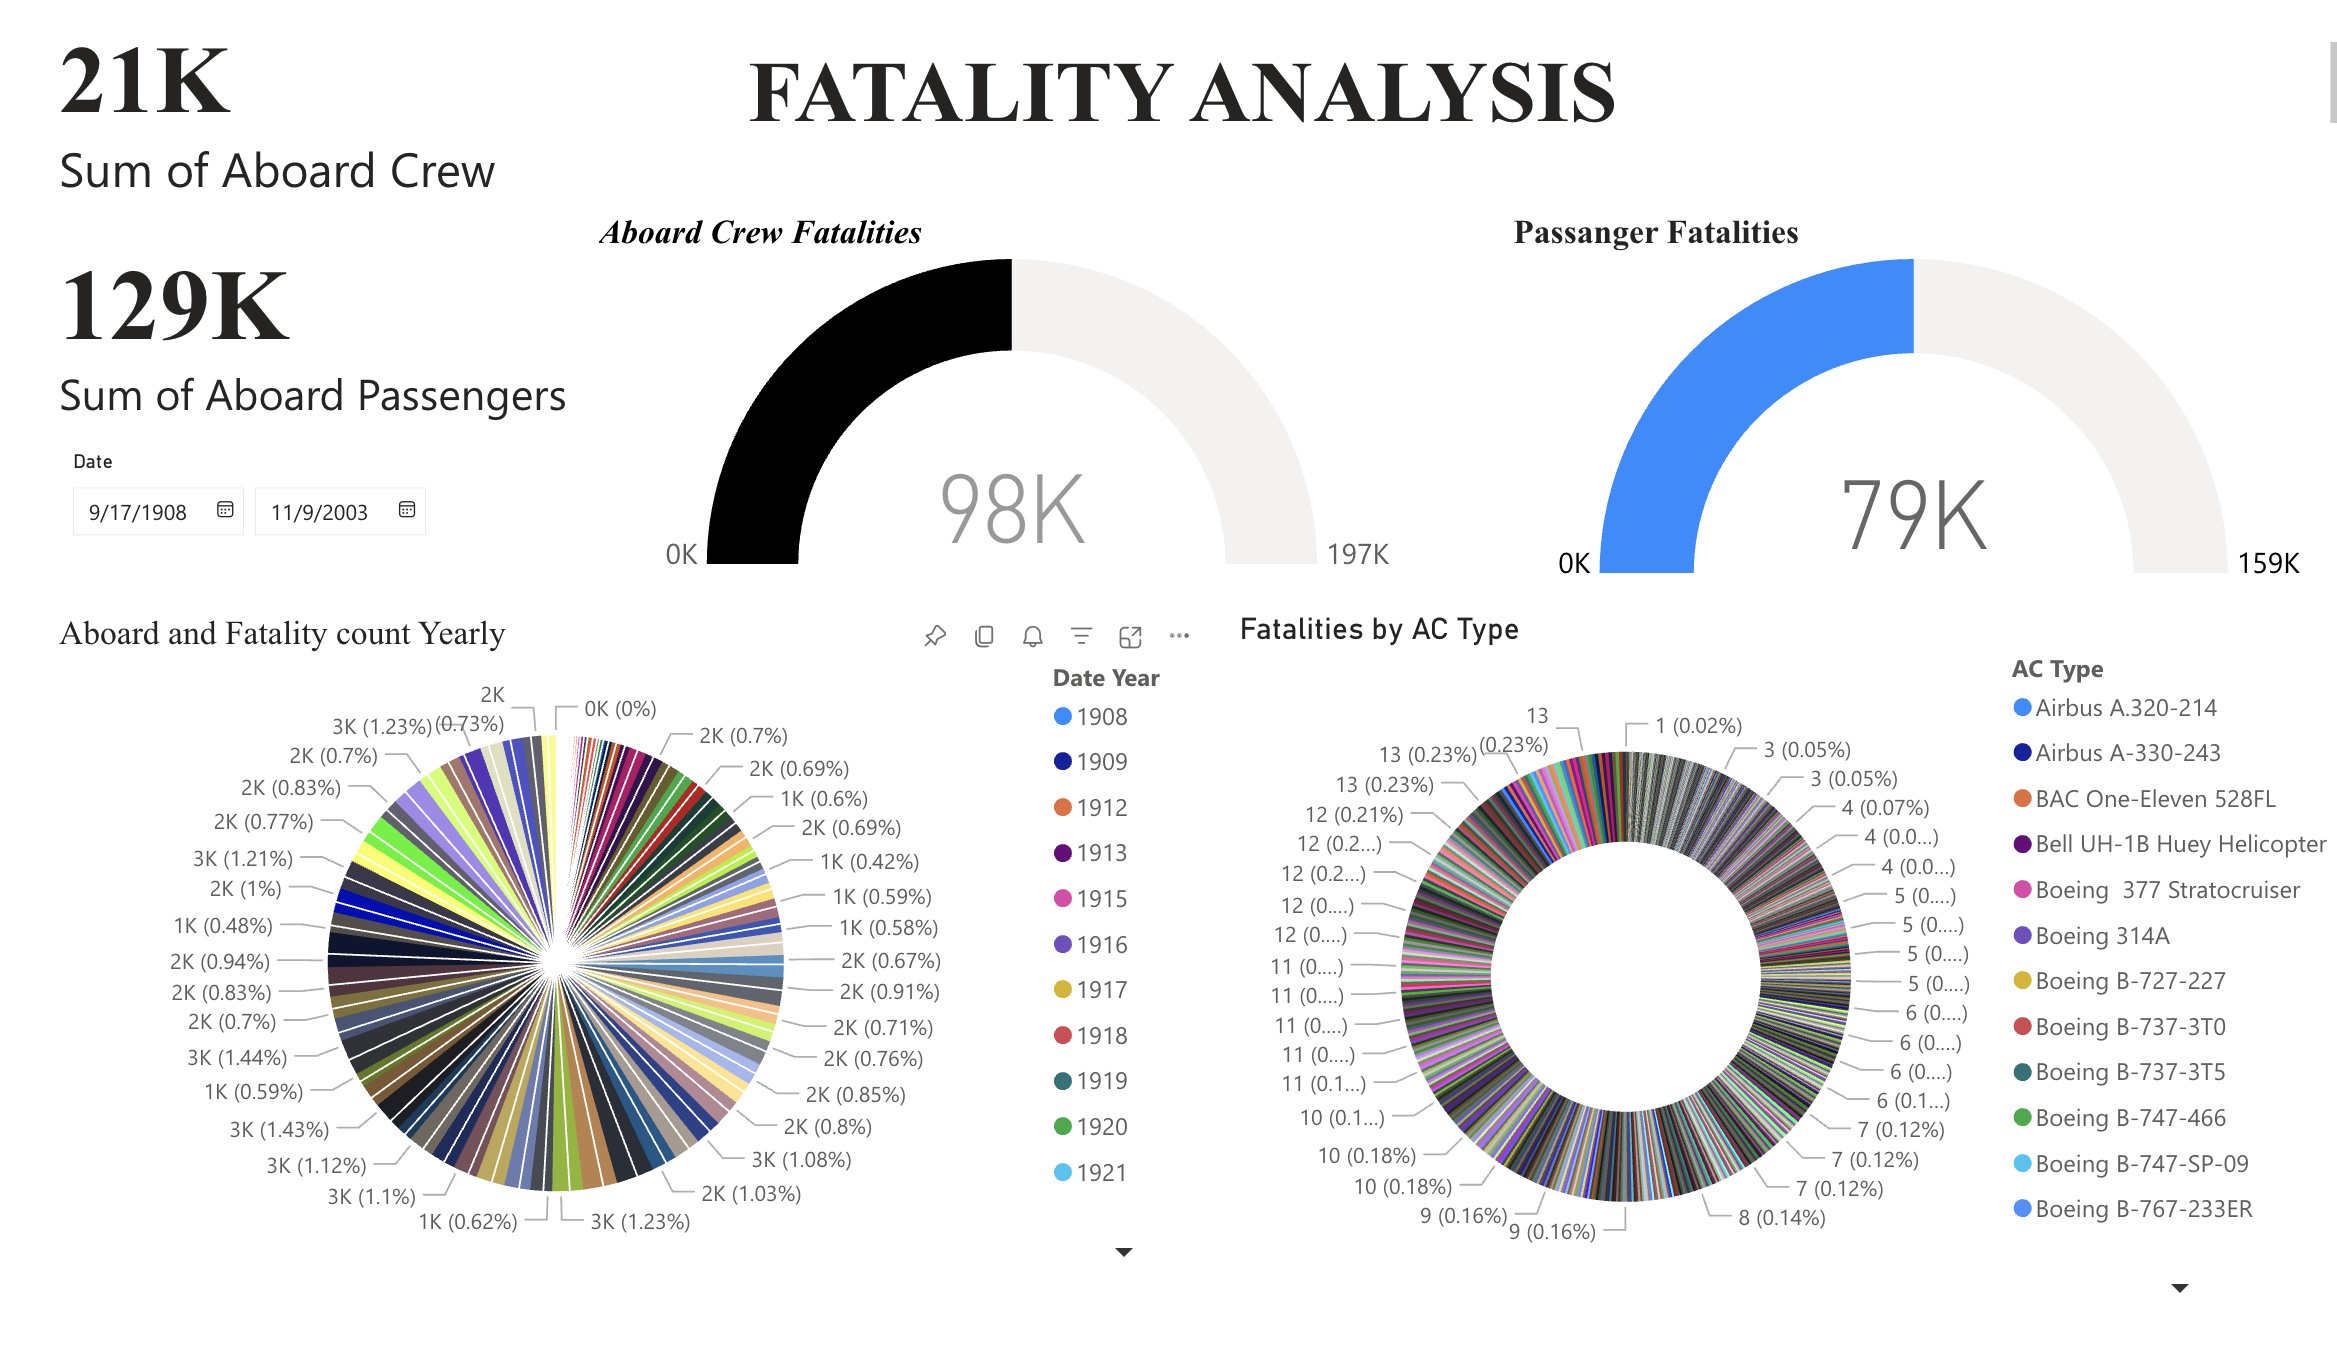 21K
Sum of Aboard Crew
FATALITY ANALYSIS
129K
Sum of Aboard Passengers
Date
9/17/1908
11/9/2003
Aboard Crew Fatalities
98K
0K
197K
Passanger Fatalities
79K
0K
159K
Aboard and Fatality count Yearly
0K (0%)
2K (0.7%)
2K (0.69%)
1K (0.6%)
2K (0.69%)
1K (0.42%)
1K (0.59%)
1K (0.58%)
2K (0.67%)
2K (0.91%)
2K (0.71%)
2K (0.76%)
2K (0.85%)
2K (0.8%)
3K (1.08%)
2K (1.03%)
3K (1.23%)
1K (0.62%)
3K (1.1%)
3K (1.12%)
3K (1.43%)
1K (0.59%)
3K (1.44%)
2K (0.7%)
2K (0.83%)
2K (0.94%)
1K (0.48%)
2K (1%)
3K (1.21%)
2K (0.77%)
2K (0.83%)
2K (0.7%)
3K (1.23%)
2K
(0.73%)
Date Year
1908
1909
1912
1913
1915
1916
1917
1918
1919
1920
1921
Fatalities by AC Type
1 (0.02%)
3 (0.05%)
3 (0.05%)
4 (0.07%)
4 (0.0...)
4 (0.0...)
5 (0....)
5 (0....)
5 (0....)
5 (0....)
6 (0....)
6 (0....)
6 (0....)
6 (0.1...)
7 (0.12%)
7 (0.12%)
7 (0.12%)
8 (0.14%)
9 (0.16%)
9 (0.16%)
10 (0.18%)
10 (0.18%)
10 (0.1...)
11 (0.1...)
11 (0....)
11 (0....)
11 (0....)
11 (0....)
12 (0....)
12 (0....)
12 (0.2...)
12 (0.2...)
12 (0.21%)
13 (0.23%)
13 (0.23%)
13
(0.23%)
AC Type
Airbus A.320-214
Airbus A-330-243
BAC One-Eleven 528FL
Bell UH-1B Huey Helicopter
Boeing  377 Stratocruiser
Boeing 314A
Boeing B-727-227
Boeing B-737-3T0
Boeing B-737-3T5
Boeing B-747-466
Boeing B-747-SP-09
Boeing B-767-233ER